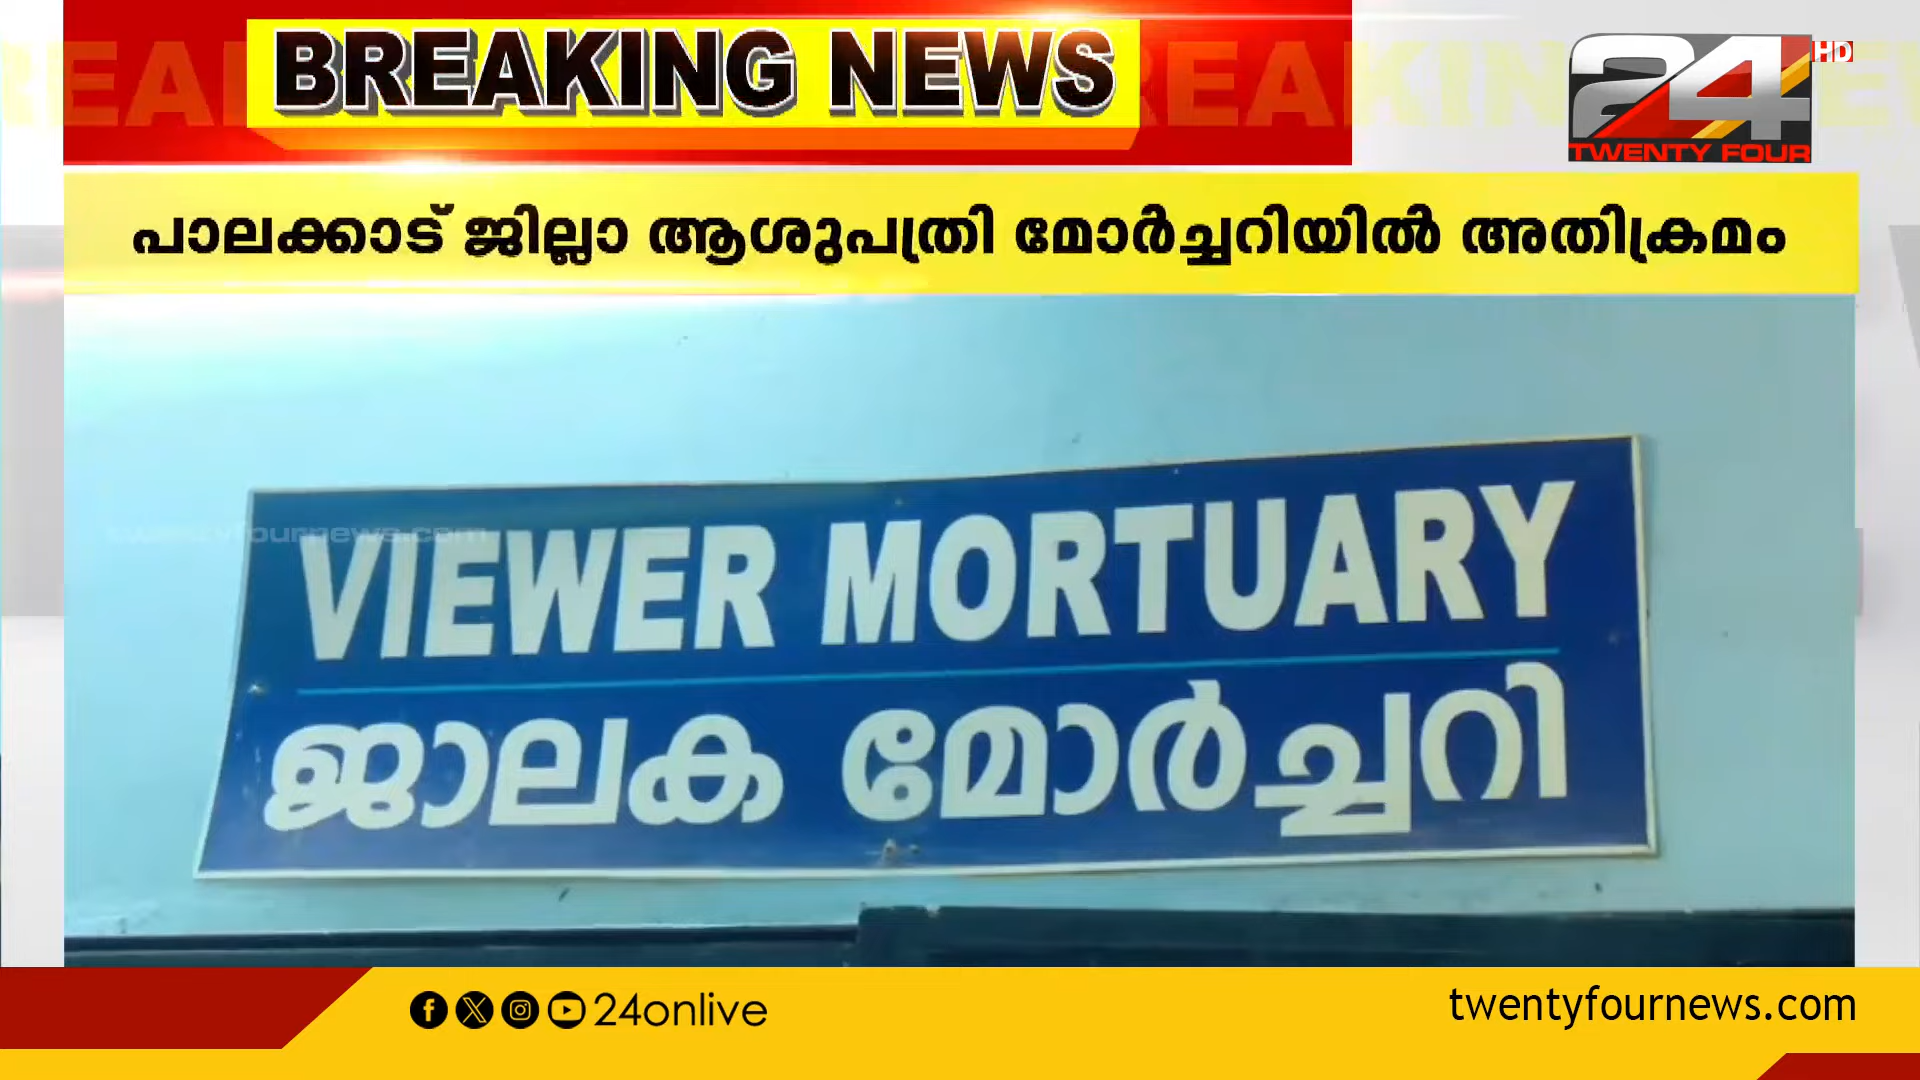 BREAKING NEWS
24 HD
TWENTY FOUR
പാലക്കാട് ജില്ലാ ആശുപത്രി മോർച്ചറിയിൽ അതിക്രമം
VIEWER MORTUARY
ജാലക മോർച്ചറി
24onlive
twentyfournews.com